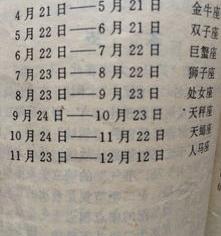 4月21日——5月21日 金牛座
5月22日——6月21日 双子座
6月22日——7月22日 巨蟹座
7月23日——8月22日 狮子座
8月23日——9月23日 处女座
9月24日——10月23日 天秤座
10月24日——11月22日 天蝎座
11月23日——12月12日 人马座